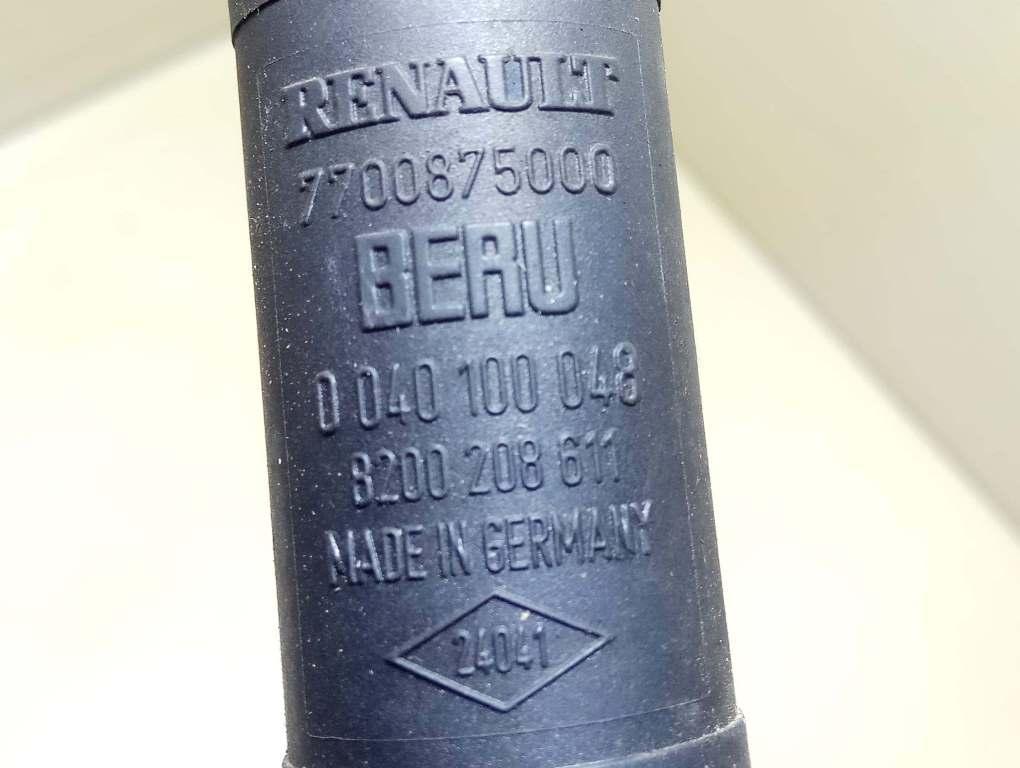 RENAULT
7700875000
BERU
0 040 100 048
8200 208 611
MADE IN GERMANY
24041